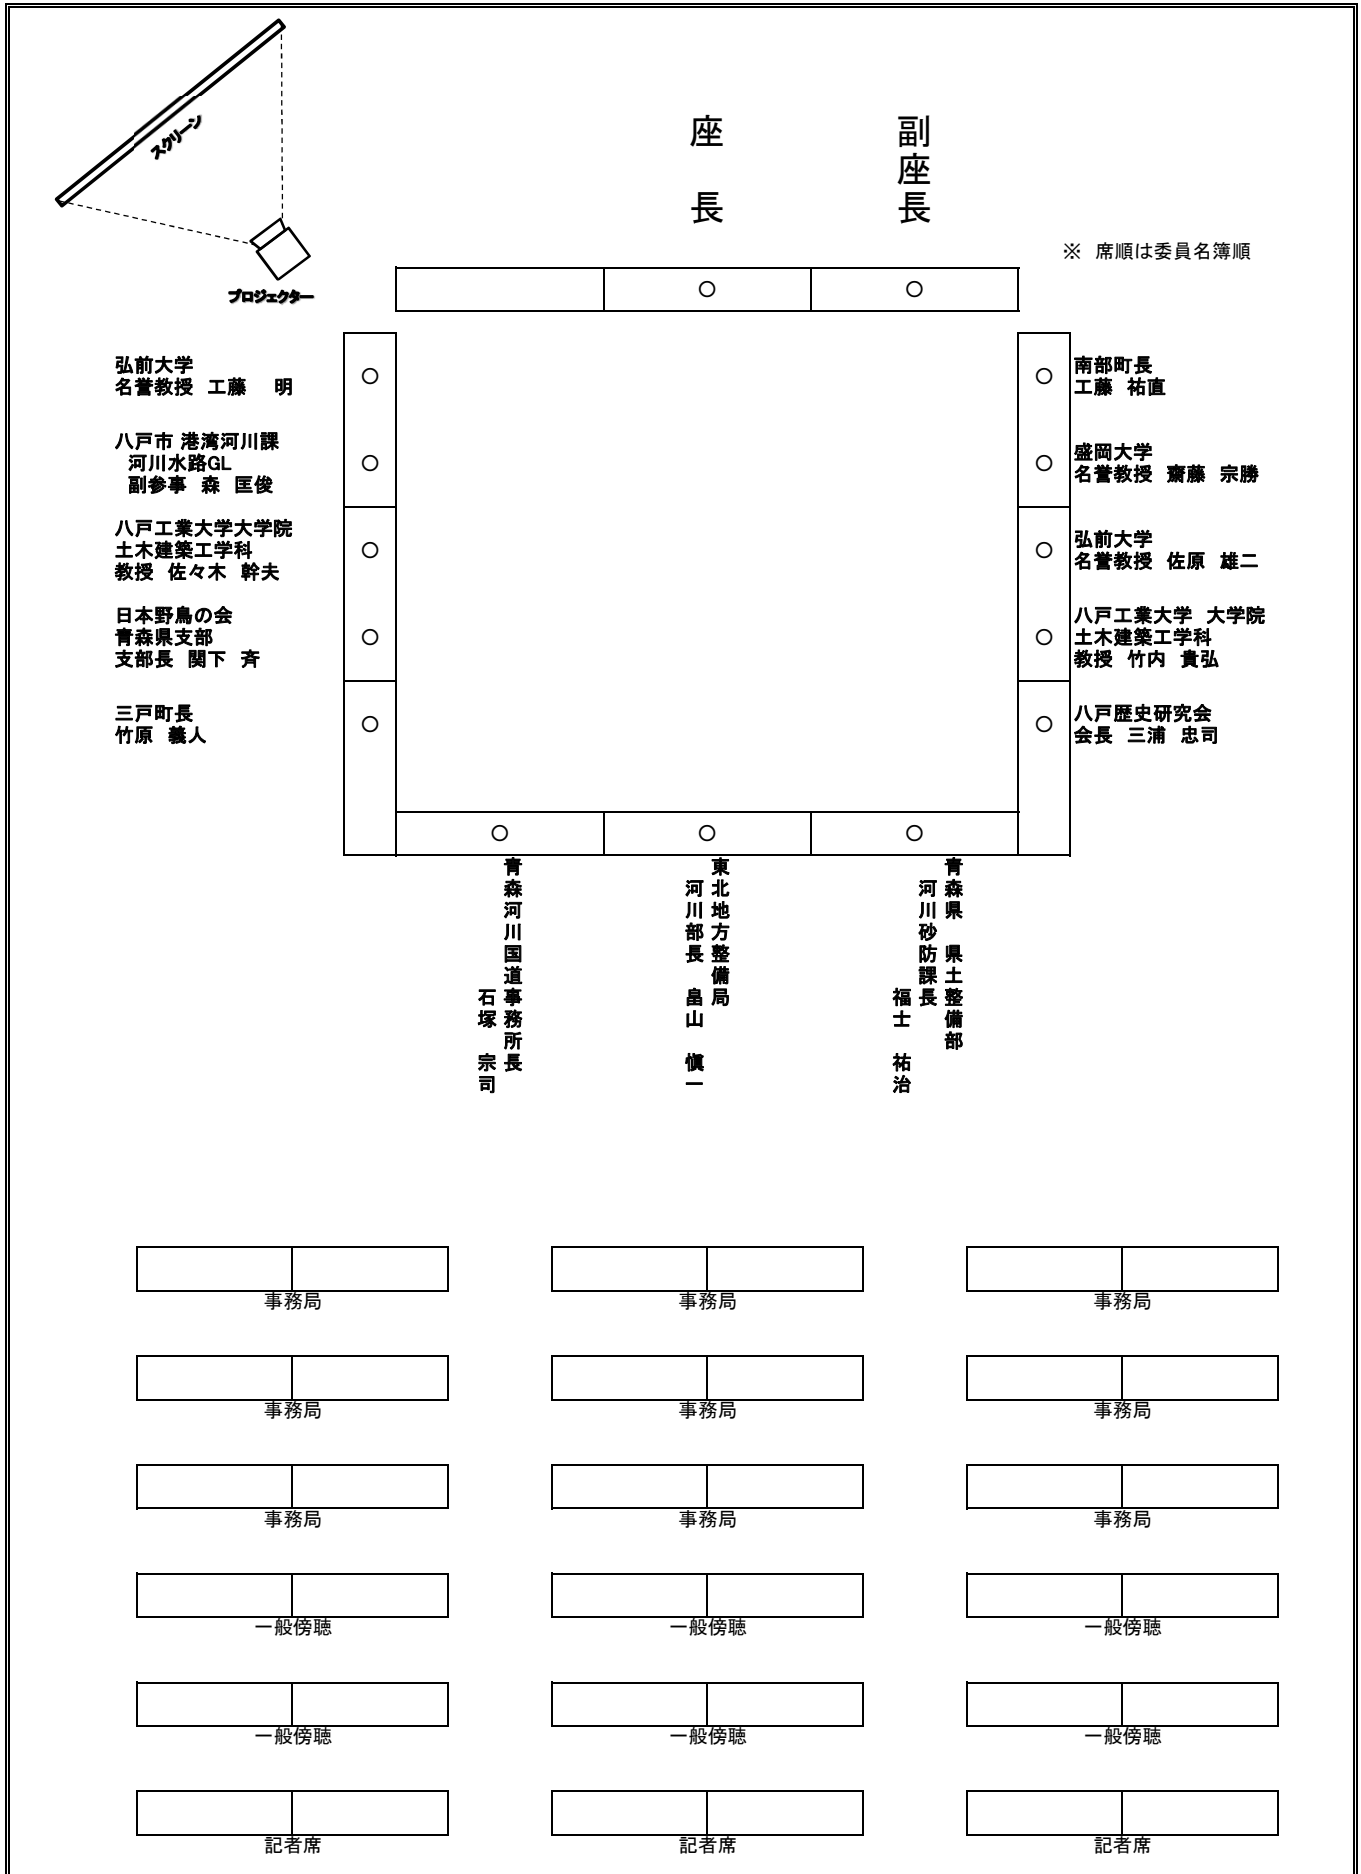 スクリーン
プロジェクター
座　長
副座長
※ 席順は委員名簿順
弘前大学
名誉教授 工藤　明
八戸市 港湾河川課
河川水路GL
副参事 森 匡俊
八戸工業大学大学院
土木建築工学科
教授 佐々木 幹夫
日本野鳥の会
青森県支部
支部長 関下 斉
三戸町長
竹原 義人
南部町長
工藤 祐直
盛岡大学
名誉教授 齋藤 宗勝
弘前大学
名誉教授 佐原 雄二
八戸工業大学 大学院
土木建築工学科
教授 竹内 貴弘
八戸歴史研究会
会長 三浦 忠司
青森河川国道事務所長
石塚 宗司
東北地方整備局
河川部長 畠山 慎一
青森県 県土整備部
河川砂防課長
福士 祐治
事務局
事務局
事務局
事務局
事務局
事務局
事務局
事務局
事務局
一般傍聴
一般傍聴
一般傍聴
一般傍聴
一般傍聴
一般傍聴
記者席
記者席
記者席